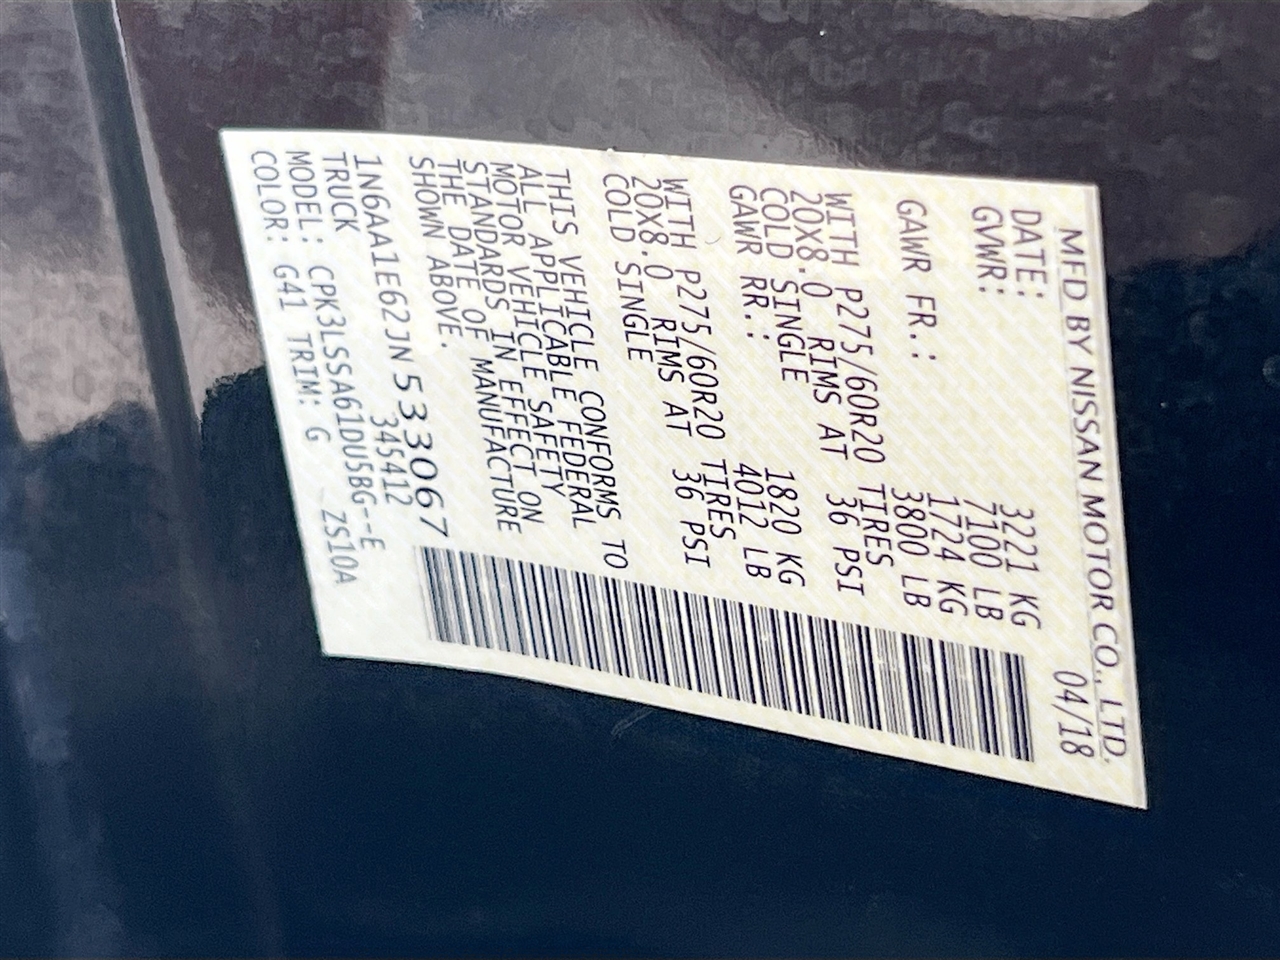 MFD BY NISSAN MOTOR CO., LTD.
DATE: 04/18
GVWR: 3221 KG
7100 LB
GAWR FR.: 1724 KG
3800 LB
WITH P275/60R20 TIRES
20X8.0 RIMS AT 36 PSI
COLD SINGLE
GAWR RR.: 1820 KG
4012 LB
WITH P275/60R20 TIRES
20X8.0 RIMS AT 36 PSI
COLD SINGLE
THIS VEHICLE CONFORMS TO
ALL APPLICABLE FEDERAL
MOTOR VEHICLE SAFETY
STANDARDS IN EFFECT ON
THE DATE OF MANUFACTURE
SHOWN ABOVE.
1N6AA1E62JN533067
TRUCK 345412
MODEL: CPK3LSSA61DU5BG--E
COLOR: G41 TRIM: G ZS10A